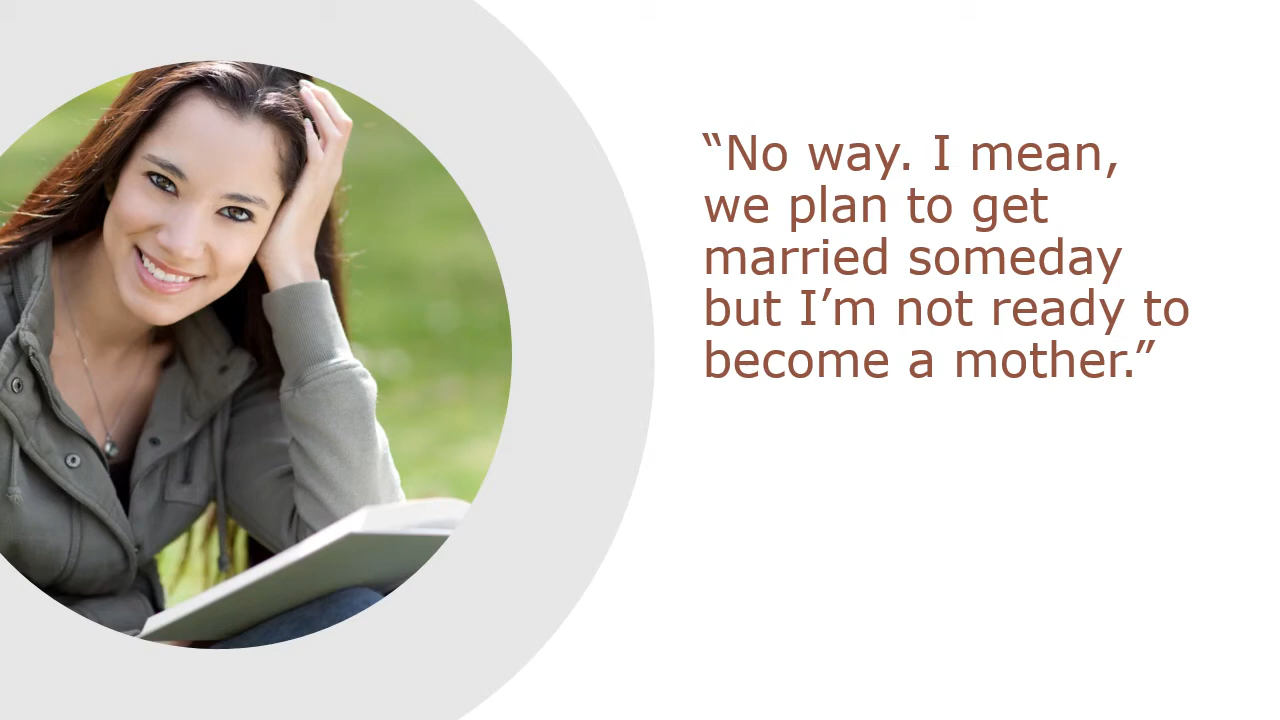 “No way. I mean,
we plan to get
married someday
but I’m not ready to
become a mother.”